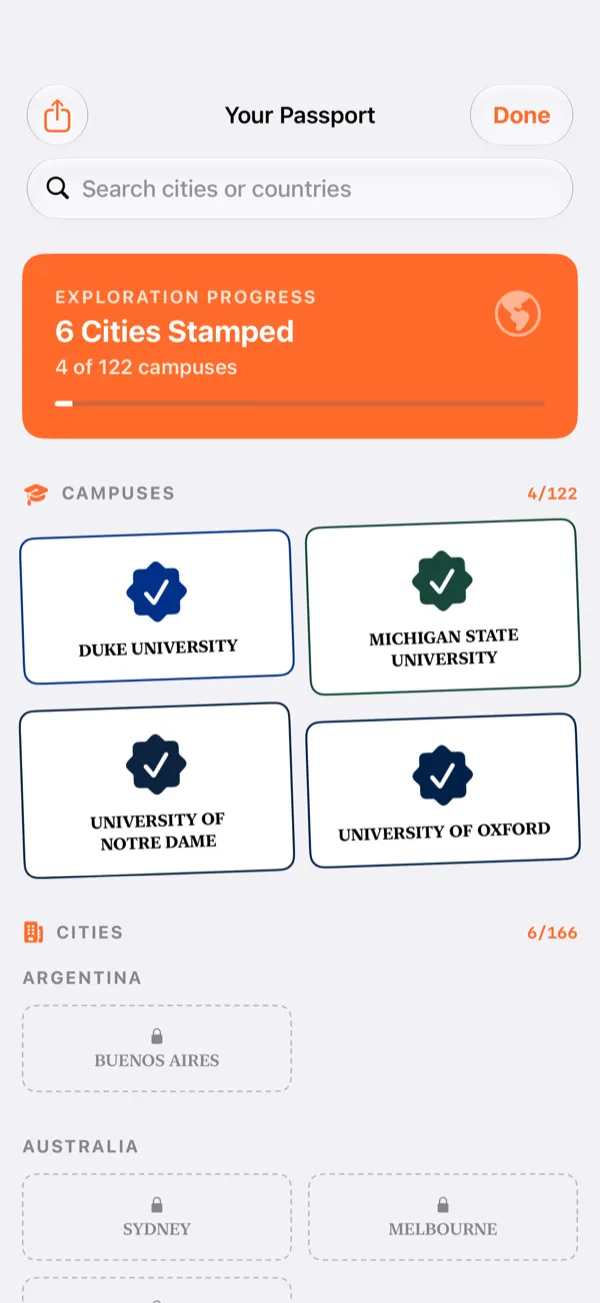 Your Passport
Done
Search cities or countries
EXPLORATION PROGRESS
6 Cities Stamped
4 of 122 campuses
CAMPUSES
4/122
DUKE UNIVERSITY
MICHIGAN STATE
UNIVERSITY
UNIVERSITY OF
NOTRE DAME
UNIVERSITY OF OXFORD
CITIES
6/166
ARGENTINA
BUENOS AIRES
AUSTRALIA
SYDNEY
MELBOURNE